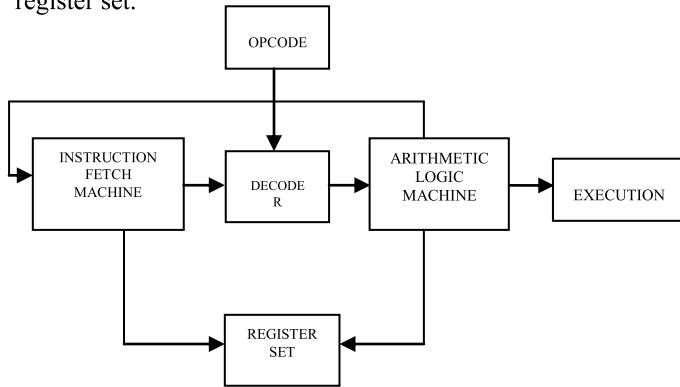 register set.
OPCODE
INSTRUCTION
FETCH
MACHINE
DECODE
R
ARITHMETIC
LOGIC
MACHINE
EXECUTION
REGISTER
SET